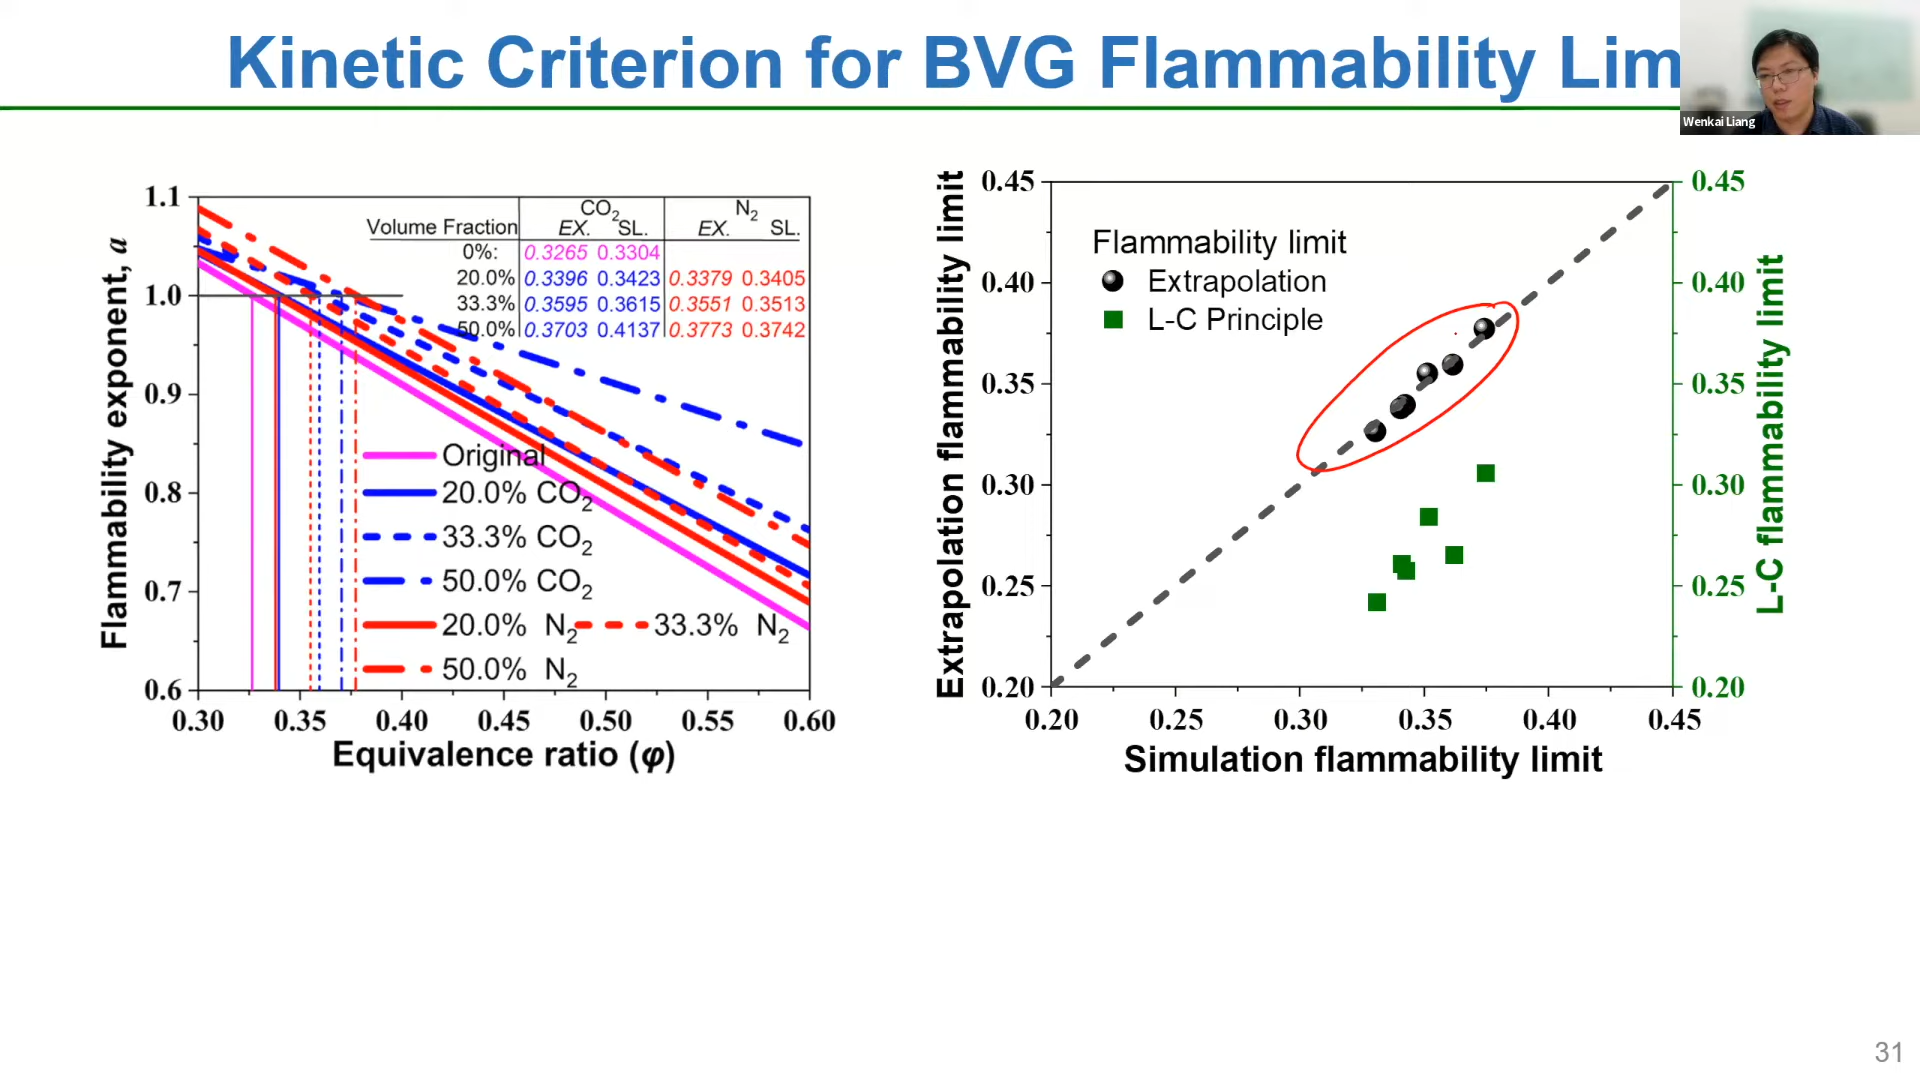 Kinetic Criterion for BVG Flammability Lim
Wenkai Liang
Flammability exponent, a
1.1
1.0
0.9
0.8
0.7
0.6
CO2 N2
Volume Fraction EX. SL. EX. SL.
0%: 0.3265 0.3304
20.0% 0.3396 0.3423 0.3379 0.3405
33.3% 0.3595 0.3615 0.3551 0.3513
50.0% 0.3703 0.4137 0.3773 0.3742
Original
20.0% CO2
33.3% CO2
50.0% CO2
20.0% N2 33.3% N2
50.0% N2
0.30 0.35 0.40 0.45 0.50 0.55 0.60
Equivalence ratio (φ)
Extrapolation flammability limit
0.45
0.40
0.35
0.30
0.25
0.20
Flammability limit
Extrapolation
L-C Principle
0.45
0.40
0.35
0.30
0.25
0.20
L-C flammability limit
0.20 0.25 0.30 0.35 0.40 0.45
Simulation flammability limit
31